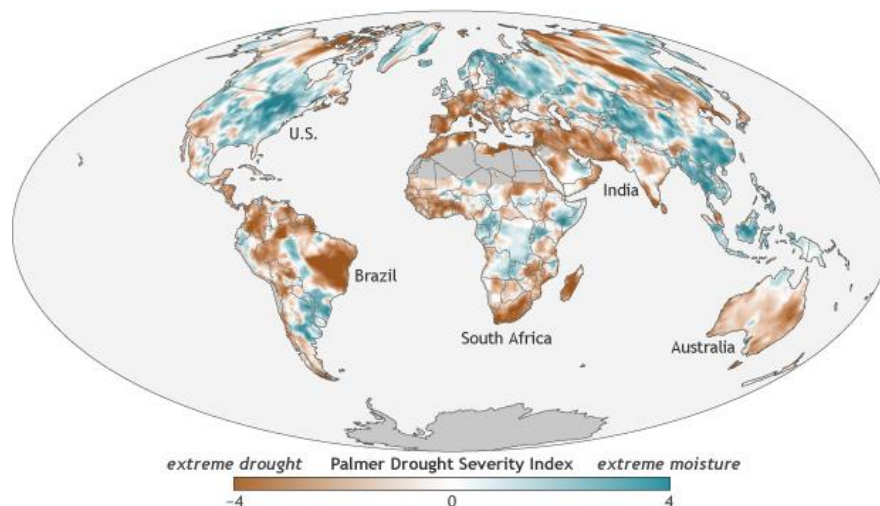 U.S.
India
Brazil
South Africa
Australia
extreme drought Palmer Drought Severity Index extreme moisture
−4 0 4